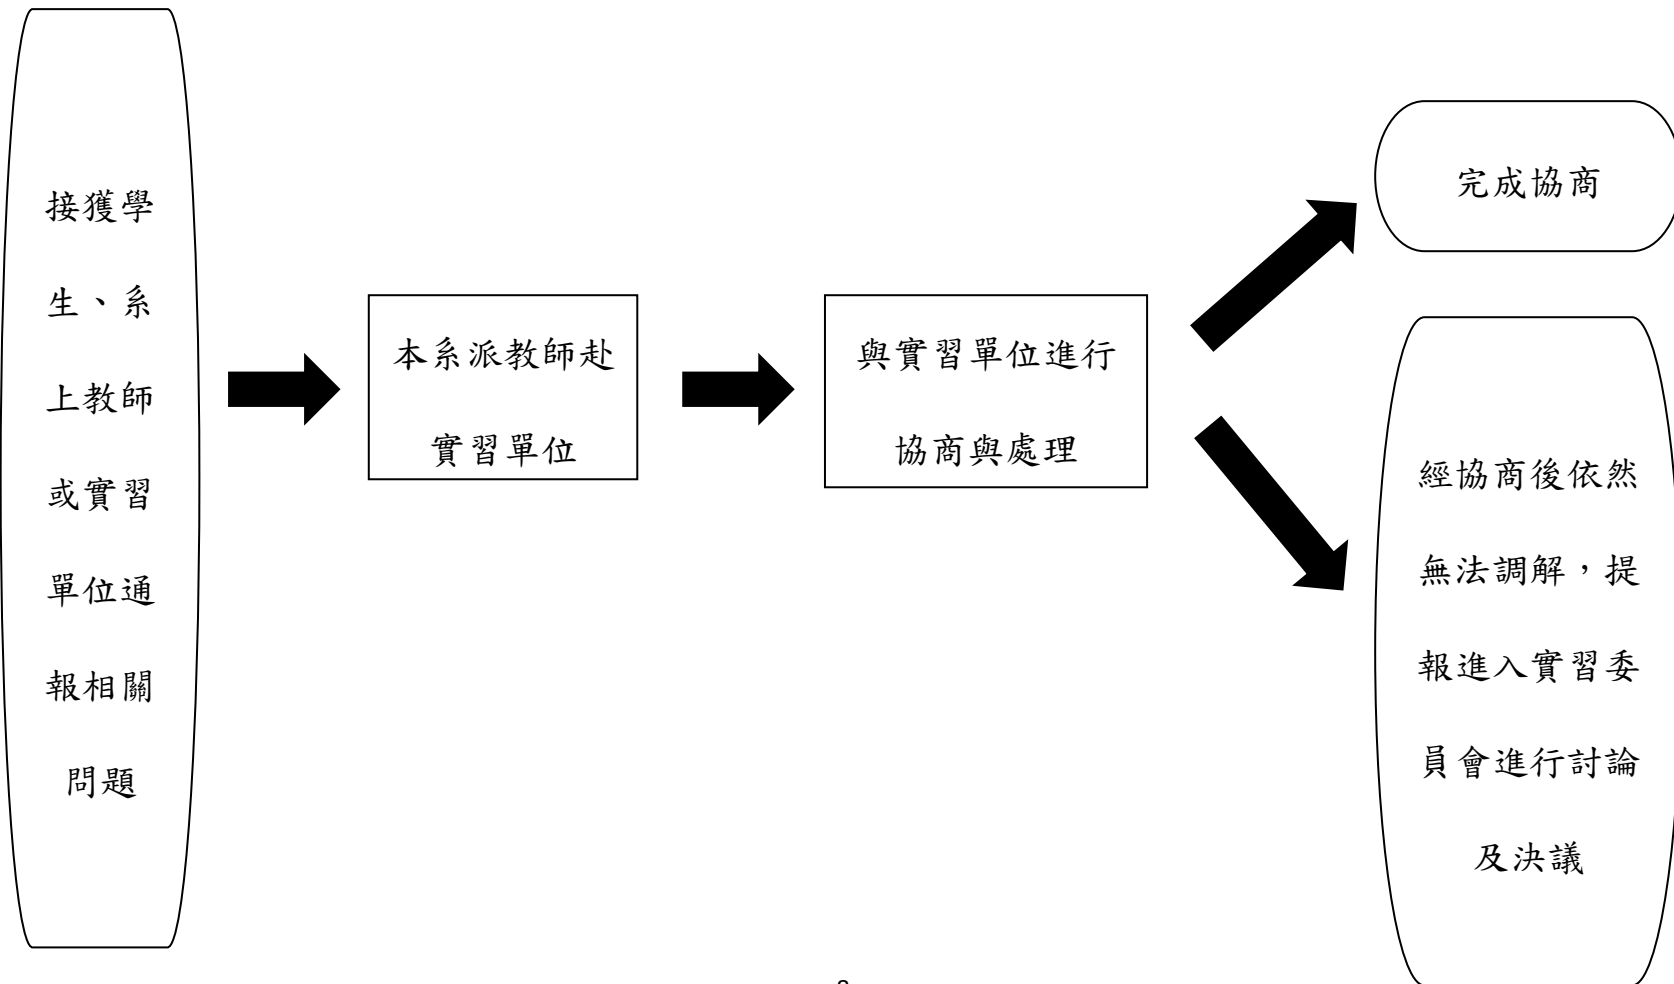 接獲學
生、系
上教師
或實習
單位通
報相關
問題
本系派教師赴
實習單位
與實習單位進行
協商與處理
完成協商
經協商後依然
無法調解，提
報進入實習委
員會進行討論
及決議